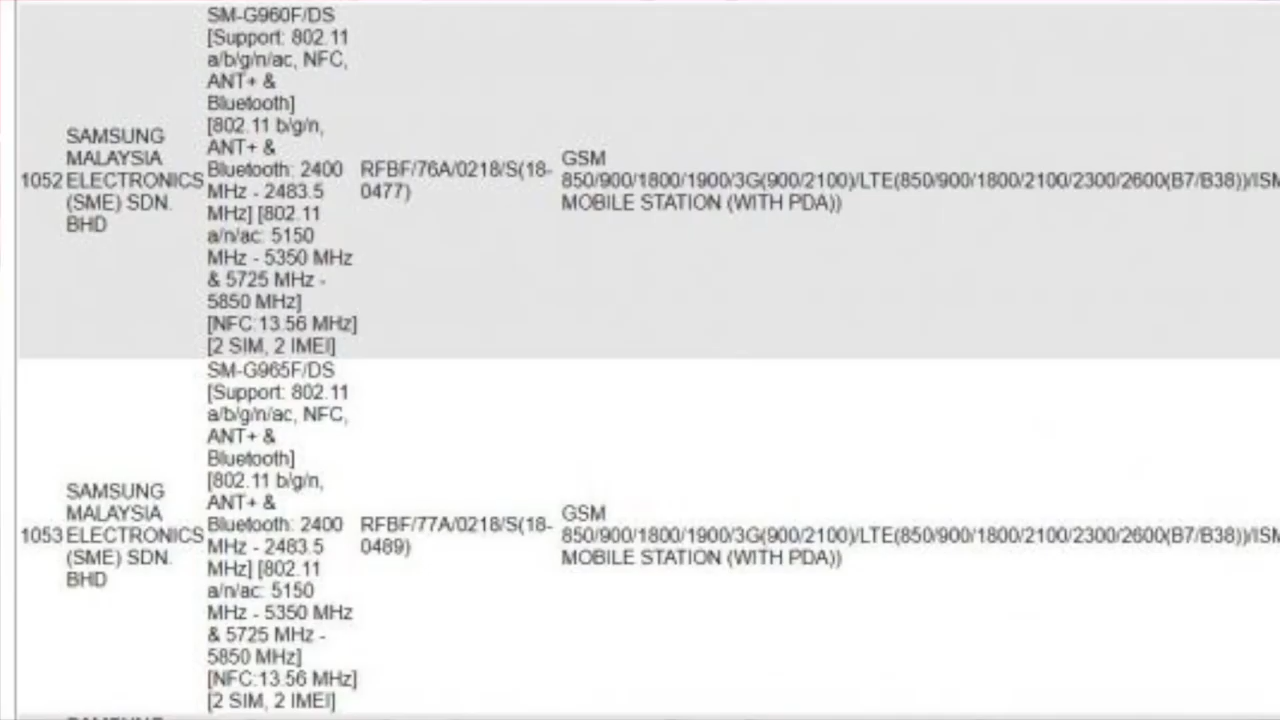 SM-G960F/DS
[Support: 802.11
a/b/g/n/ac, NFC,
ANT+ &
Bluetooth]
[802.11 b/g/n,
ANT+ &
Bluetooth: 2400
MHz - 2483.5
MHz] [802.11
a/n/ac: 5150
MHz - 5350 MHz
& 5725 MHz -
5850 MHz]
[NFC:13.56 MHz]
[2 SIM, 2 IMEI]
1052
SAMSUNG
MALAYSIA
ELECTRONICS
(SME) SDN.
BHD
RFBF/76A/0218/S(18-
0477)
GSM
850/900/1800/1900/3G(900/2100)/LTE(850/900/1800/2100/2300/2600(B7/B38))/ISM
MOBILE STATION (WITH PDA))
SM-G965F/DS
[Support: 802.11
a/b/g/n/ac, NFC,
ANT+ &
Bluetooth]
[802.11 b/g/n,
ANT+ &
Bluetooth: 2400
MHz - 2483.5
MHz] [802.11
a/n/ac: 5150
MHz - 5350 MHz
& 5725 MHz -
5850 MHz]
[NFC:13.56 MHz]
[2 SIM, 2 IMEI]
1053
SAMSUNG
MALAYSIA
ELECTRONICS
(SME) SDN.
BHD
RFBF/77A/0218/S(18-
0489)
GSM
850/900/1800/1900/3G(900/2100)/LTE(850/900/1800/2100/2300/2600(B7/B38))/ISM
MOBILE STATION (WITH PDA))